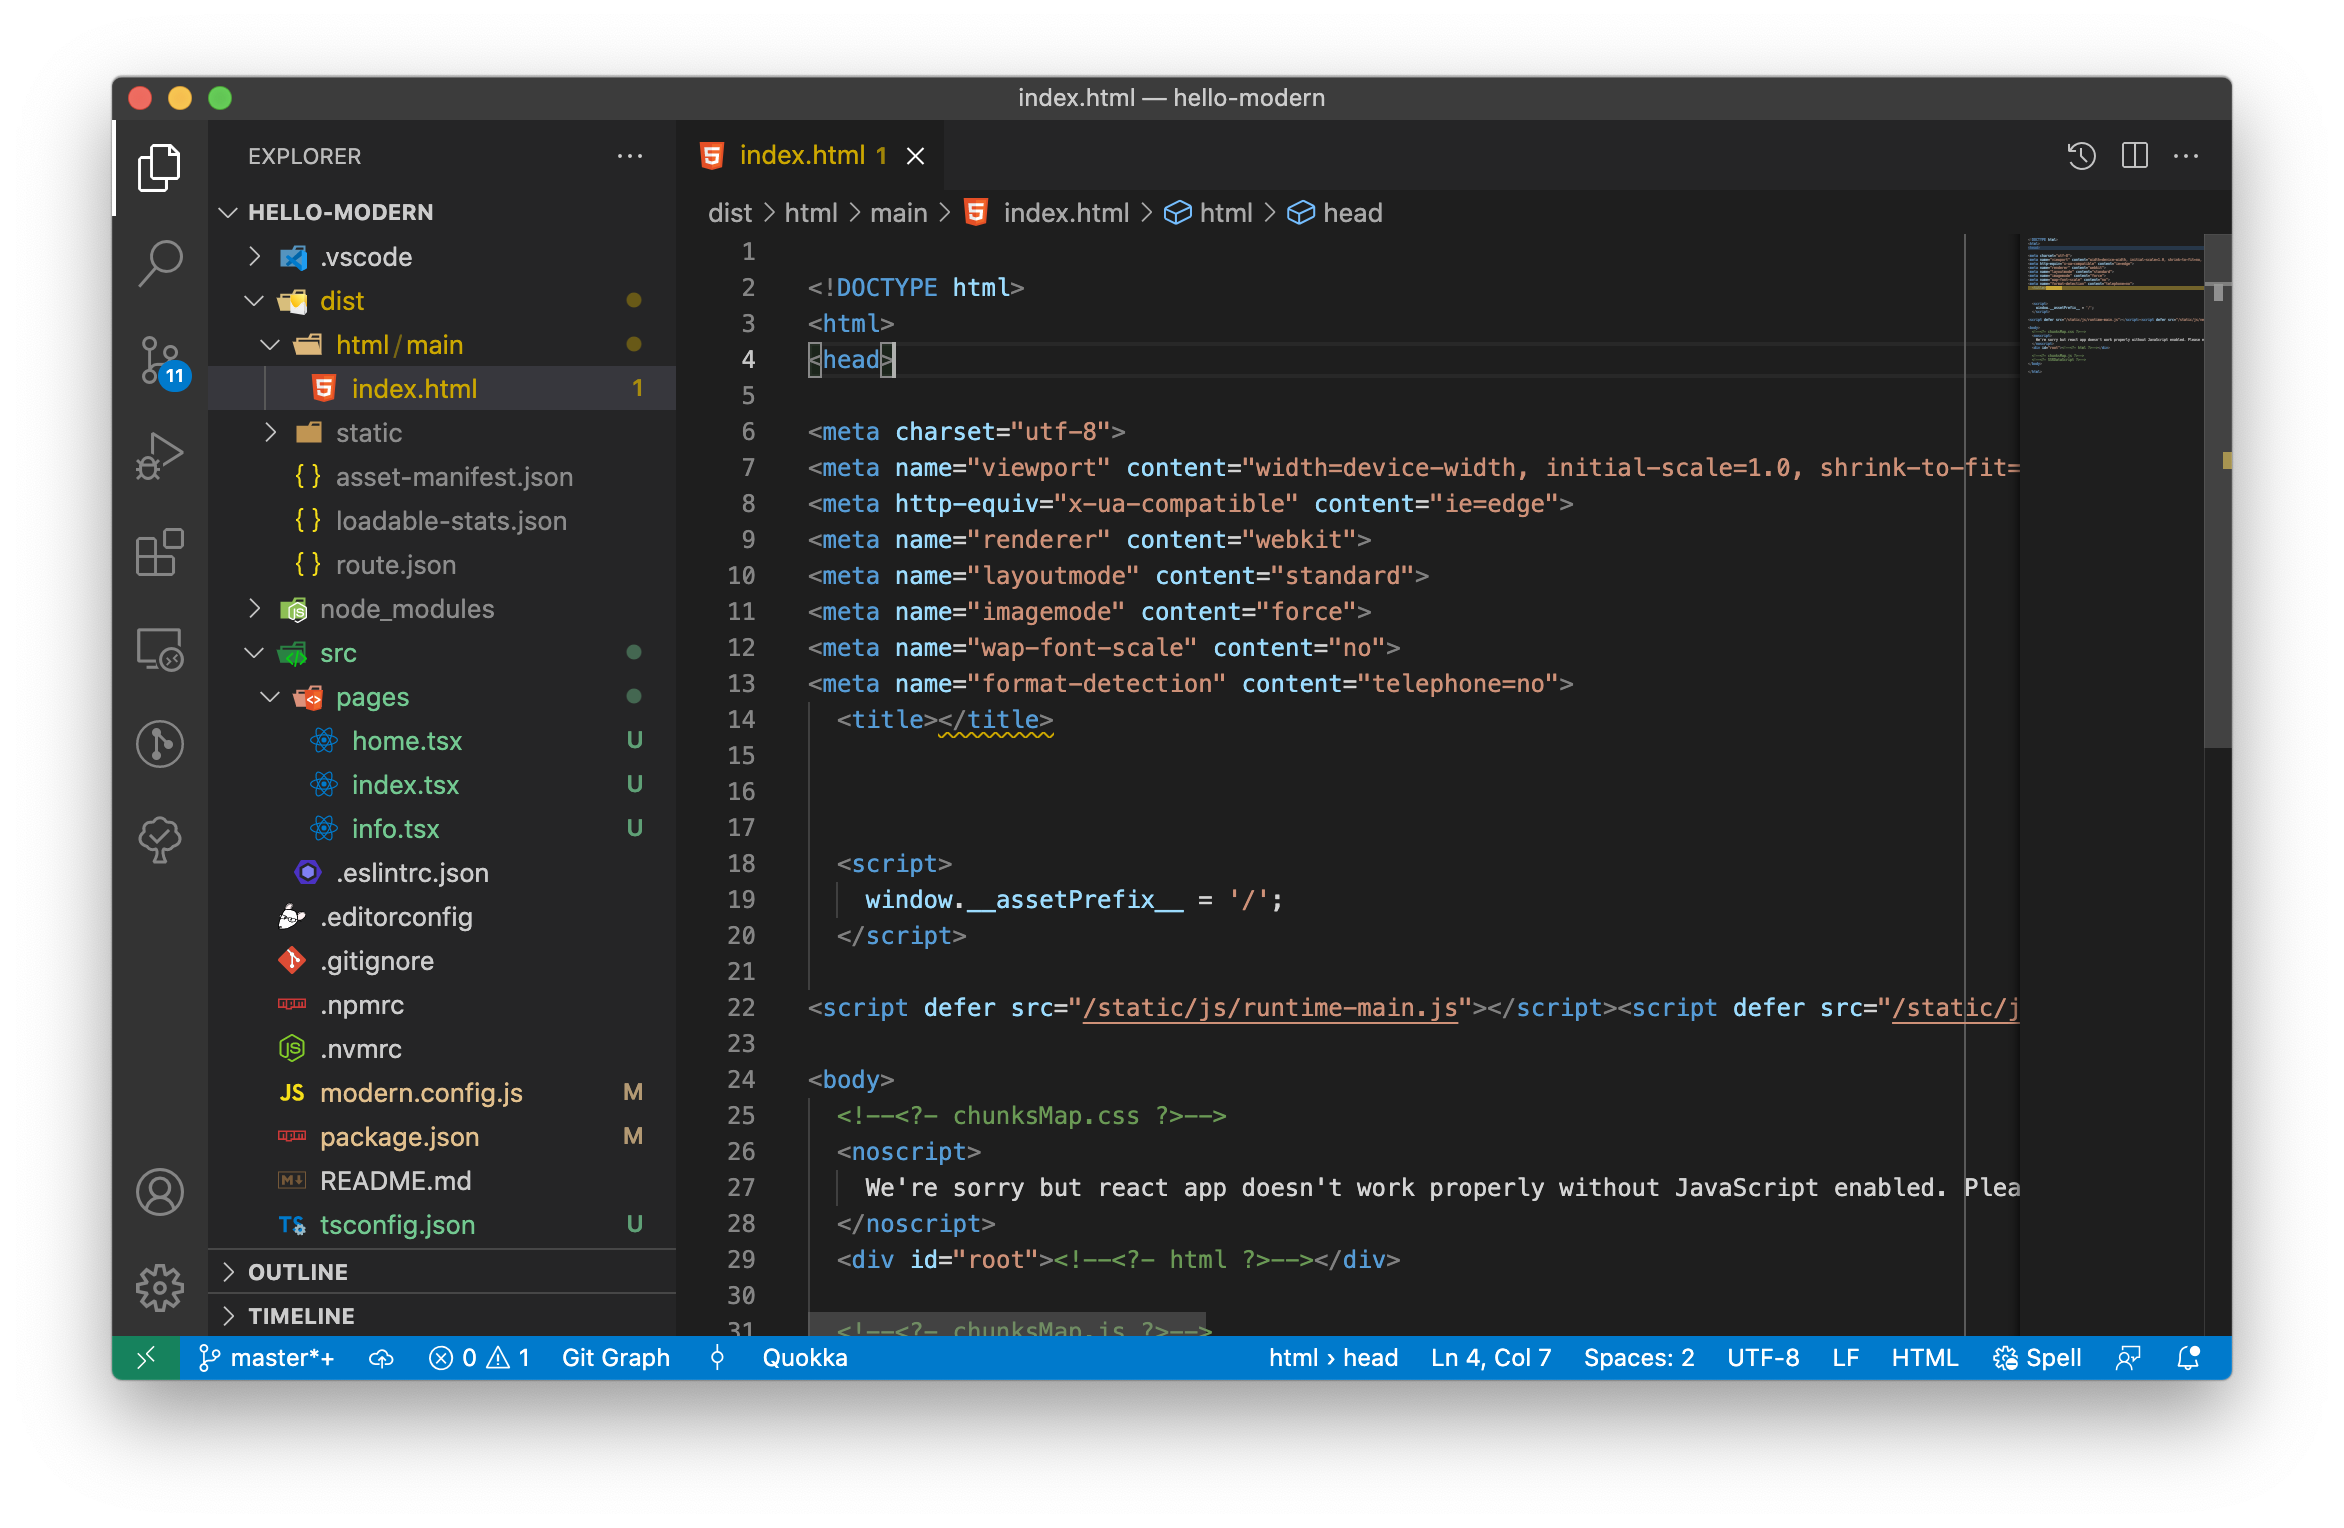 index.html — hello-modern
EXPLORER
HELLO-MODERN
.vscode
dist
html/main
index.html 1
static
{ } asset-manifest.json
{ } loadable-stats.json
{ } route.json
node_modules
src
pages
home.tsx U
index.tsx U
info.tsx U
.eslintrc.json
.editorconfig
.gitignore
.npmrc
.nvmrc
JS modern.config.js M
package.json M
README.md
TS tsconfig.json U
OUTLINE
TIMELINE
11
index.html 1
dist > html > main > index.html > html > head
1
2 <!DOCTYPE html>
3 <html>
4 <head>
5
6 <meta charset="utf-8">
7 <meta name="viewport" content="width=device-width, initial-scale=1.0, shrink-to-fit=
8 <meta http-equiv="x-ua-compatible" content="ie=edge">
9 <meta name="renderer" content="webkit">
10 <meta name="layoutmode" content="standard">
11 <meta name="imagemode" content="force">
12 <meta name="wap-font-scale" content="no">
13 <meta name="format-detection" content="telephone=no">
14 <title></title>
15
16
17
18 <script>
19 window.__assetPrefix__ = '/';
20 </script>
21
22 <script defer src="/static/js/runtime-main.js"></script><script defer src="/static/j
23
24 <body>
25 <!--<?- chunksMap.css ?>-->
26 <noscript>
27 We're sorry but react app doesn't work properly without JavaScript enabled. Plea
28 </noscript>
29 <div id="root"><!--<?- html ?>--></div>
30
31 <!--<?- chunksMap.js ?>-->
master*+ 0 1 Git Graph Quokka html › head Ln 4, Col 7 Spaces: 2 UTF-8 LF HTML Spell